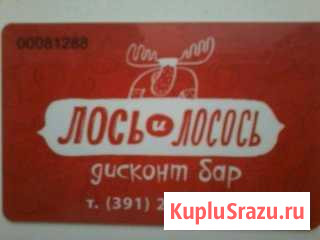 00081288
ЛОСЬ и ЛОСОСЬ
дисконт бар
т. (391) 2
KupluSrazu.ru